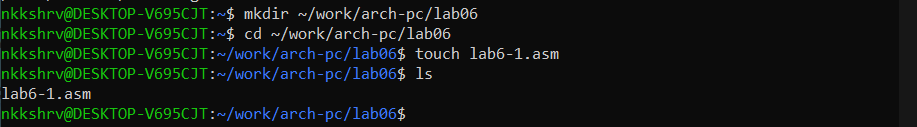 nkkshrv@DESKTOP-V695CJT:~$ mkdir ~/work/arch-pc/lab06
nkkshrv@DESKTOP-V695CJT:~$ cd ~/work/arch-pc/lab06
nkkshrv@DESKTOP-V695CJT:~/work/arch-pc/lab06$ touch lab6-1.asm
nkkshrv@DESKTOP-V695CJT:~/work/arch-pc/lab06$ ls
lab6-1.asm
nkkshrv@DESKTOP-V695CJT:~/work/arch-pc/lab06$